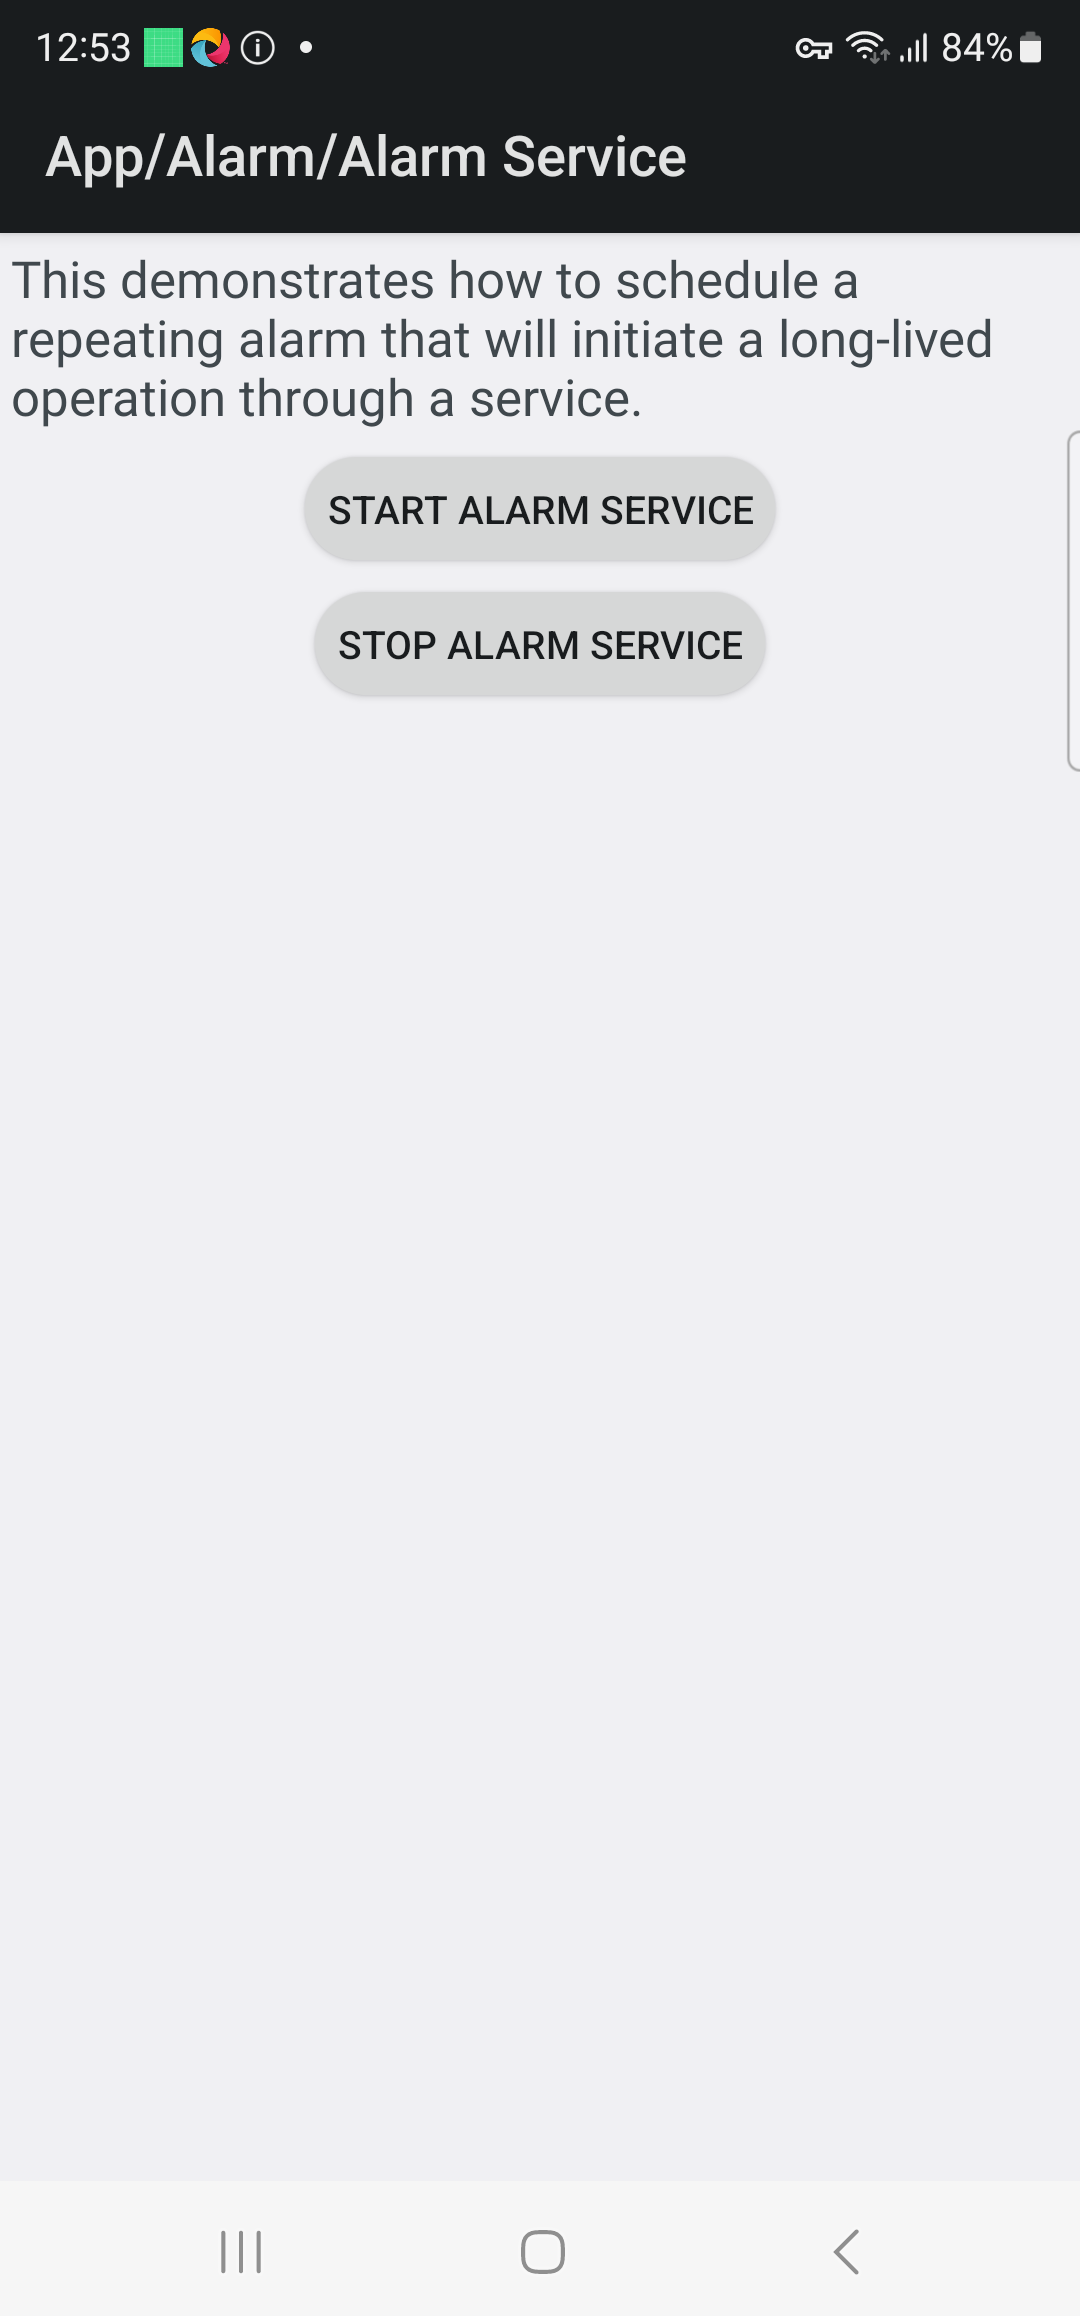 12:53
84%
App/Alarm/Alarm Service
This demonstrates how to schedule a
repeating alarm that will initiate a long-lived
operation through a service.
START ALARM SERVICE
STOP ALARM SERVICE